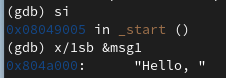 (gdb) si
0x08049005 in _start ()
(gdb) x/1sb &msg1
0x804a000:      "Hello, "